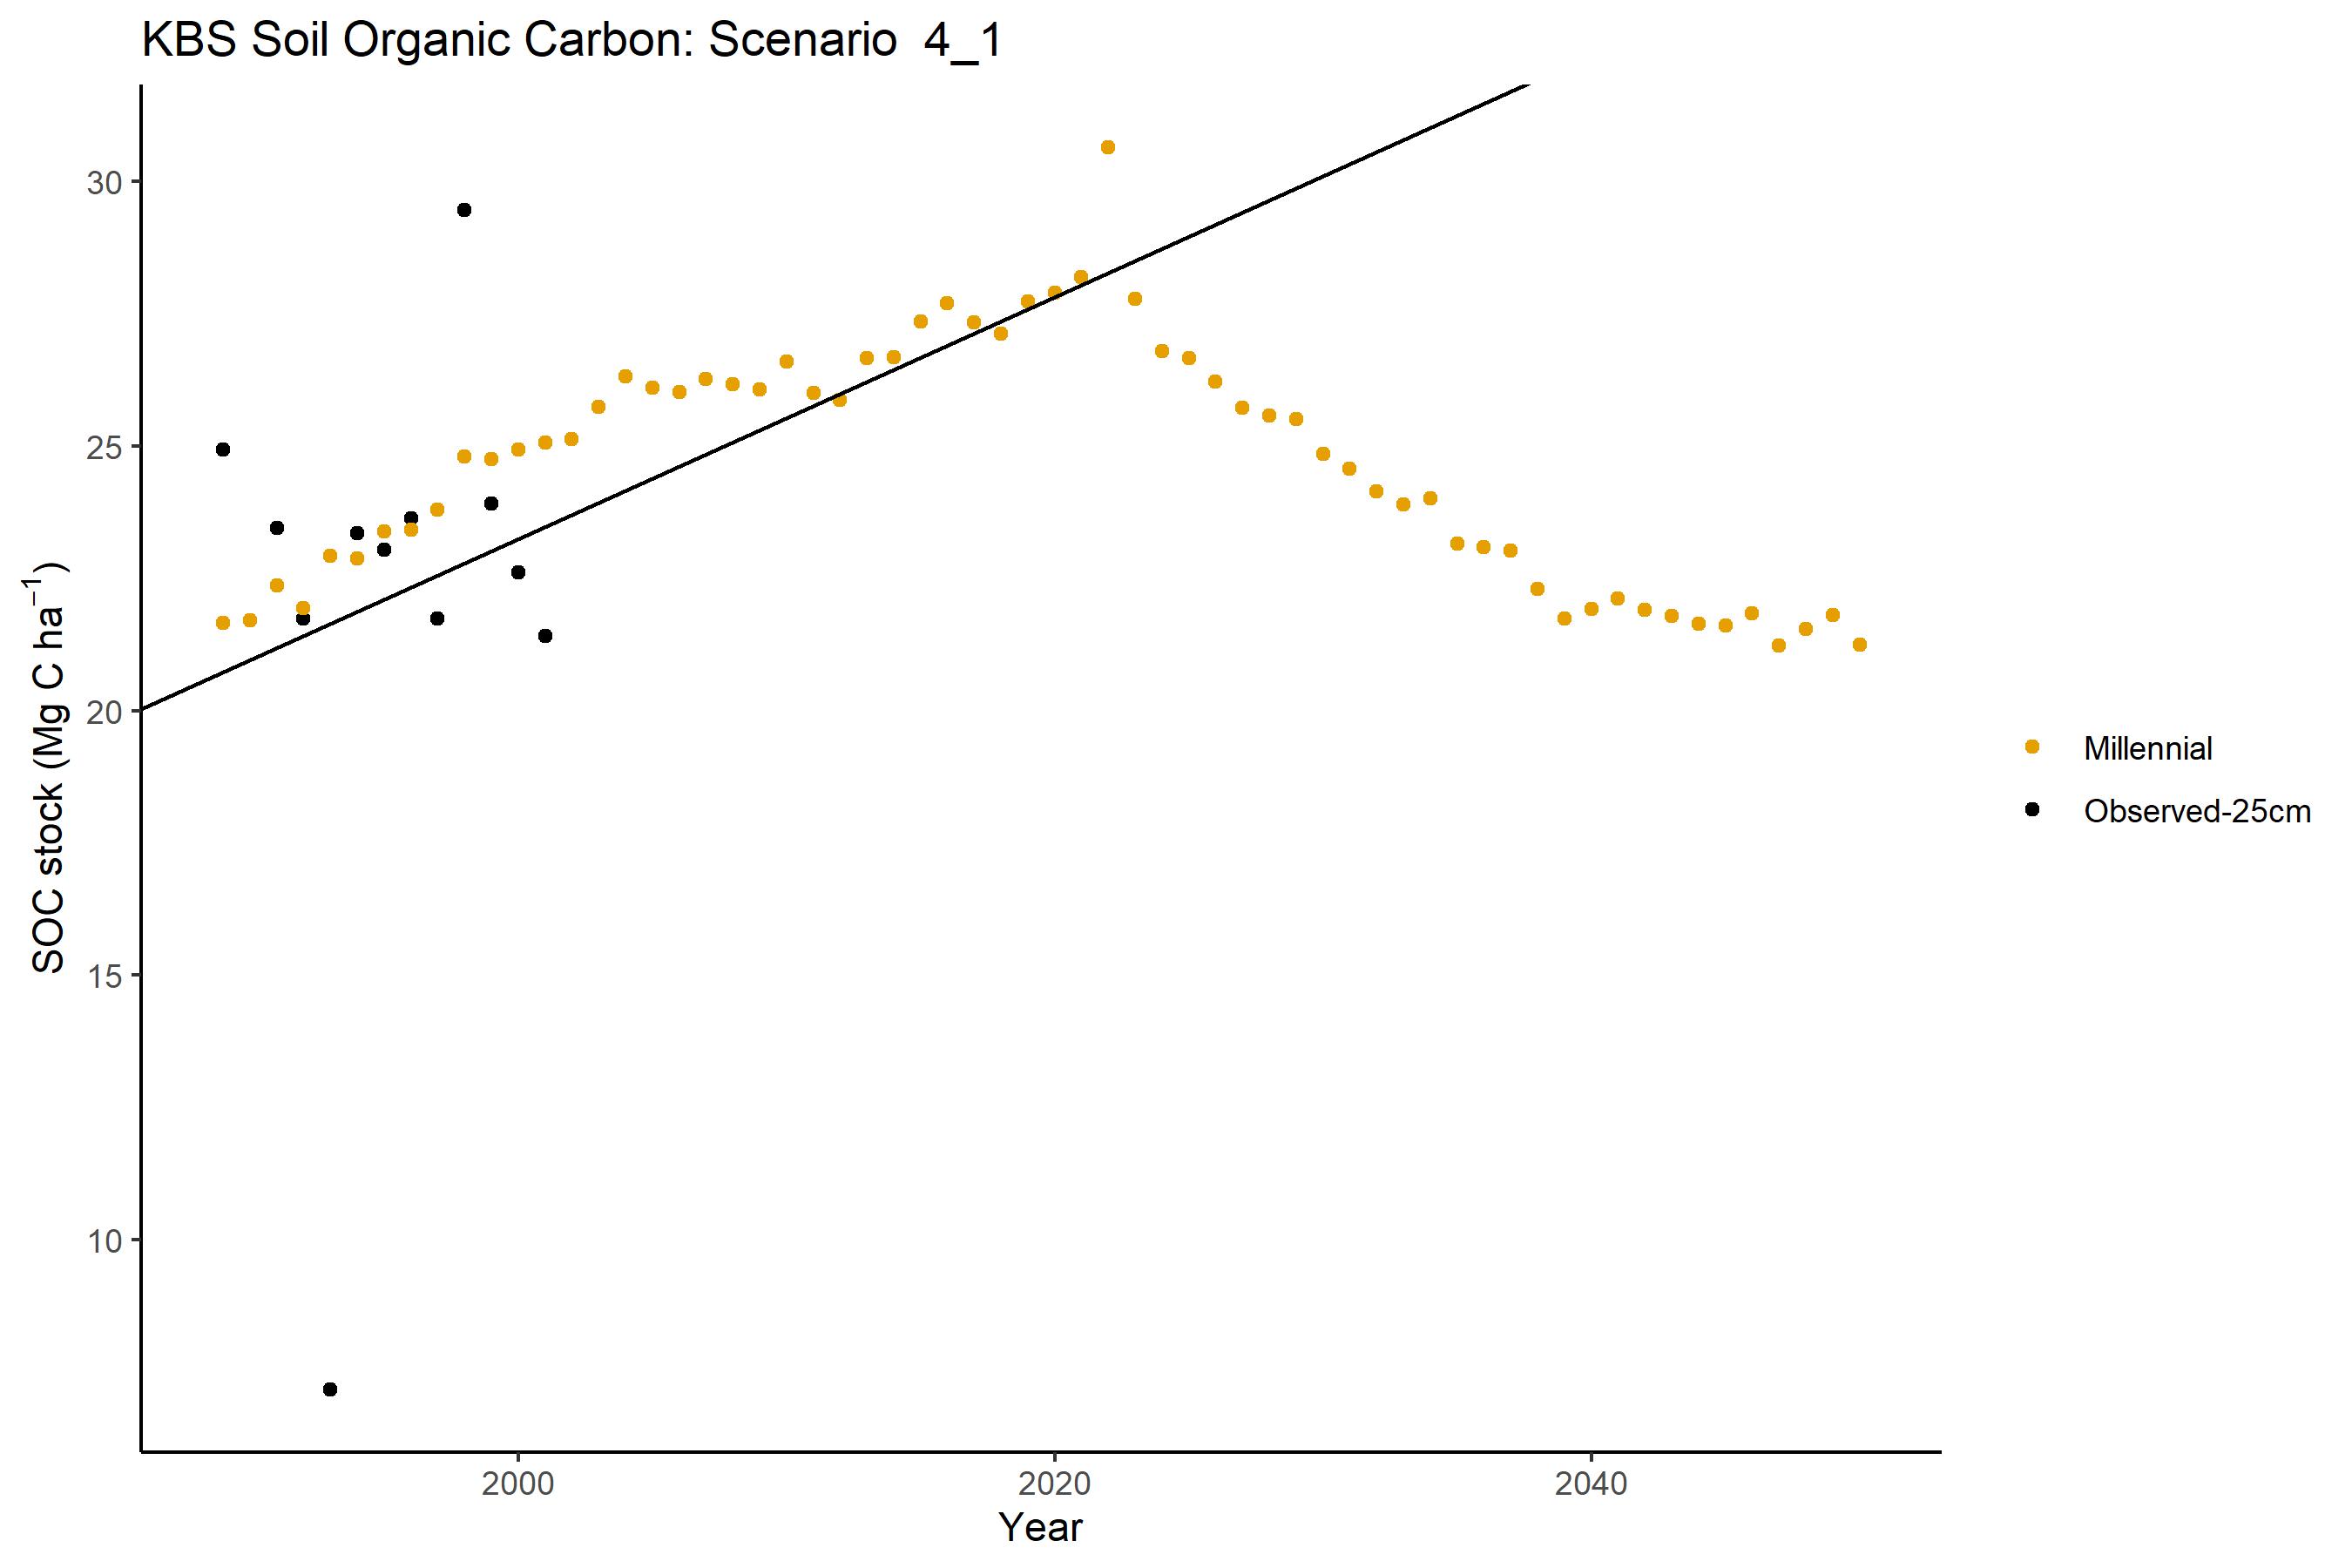 KBS Soil Organic Carbon: Scenario  4_1
SOC stock (Mg C ha⁻¹)
30
25
20
15
10
2000 2020 2040
Year
Millennial
Observed-25cm